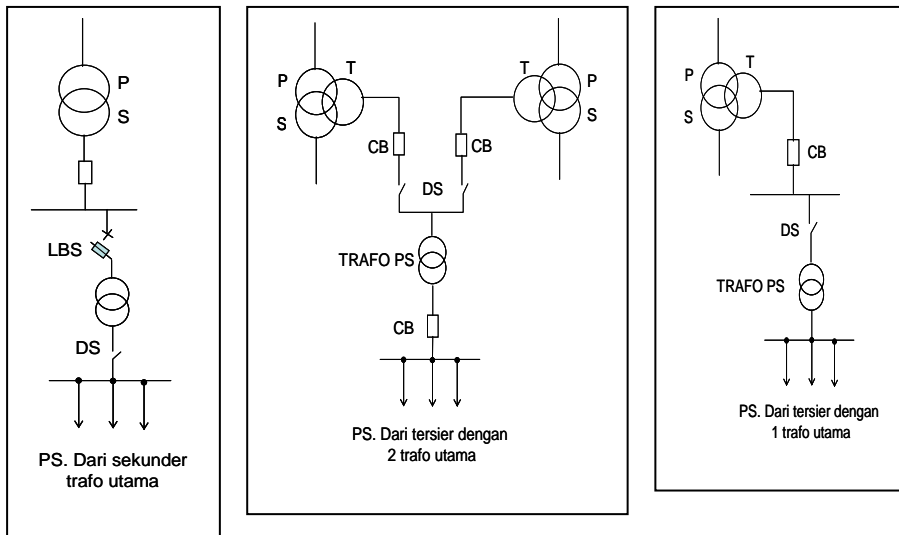 P
S
LBS
DS
PS. Dari sekunder
trafo utama
P
T
S
CB
T
P
S
CB
DS
TRAFO PS
CB
PS. Dari tersier dengan
2 trafo utama
P
T
S
CB
DS
TRAFO PS
PS. Dari tersier dengan
1 trafo utama